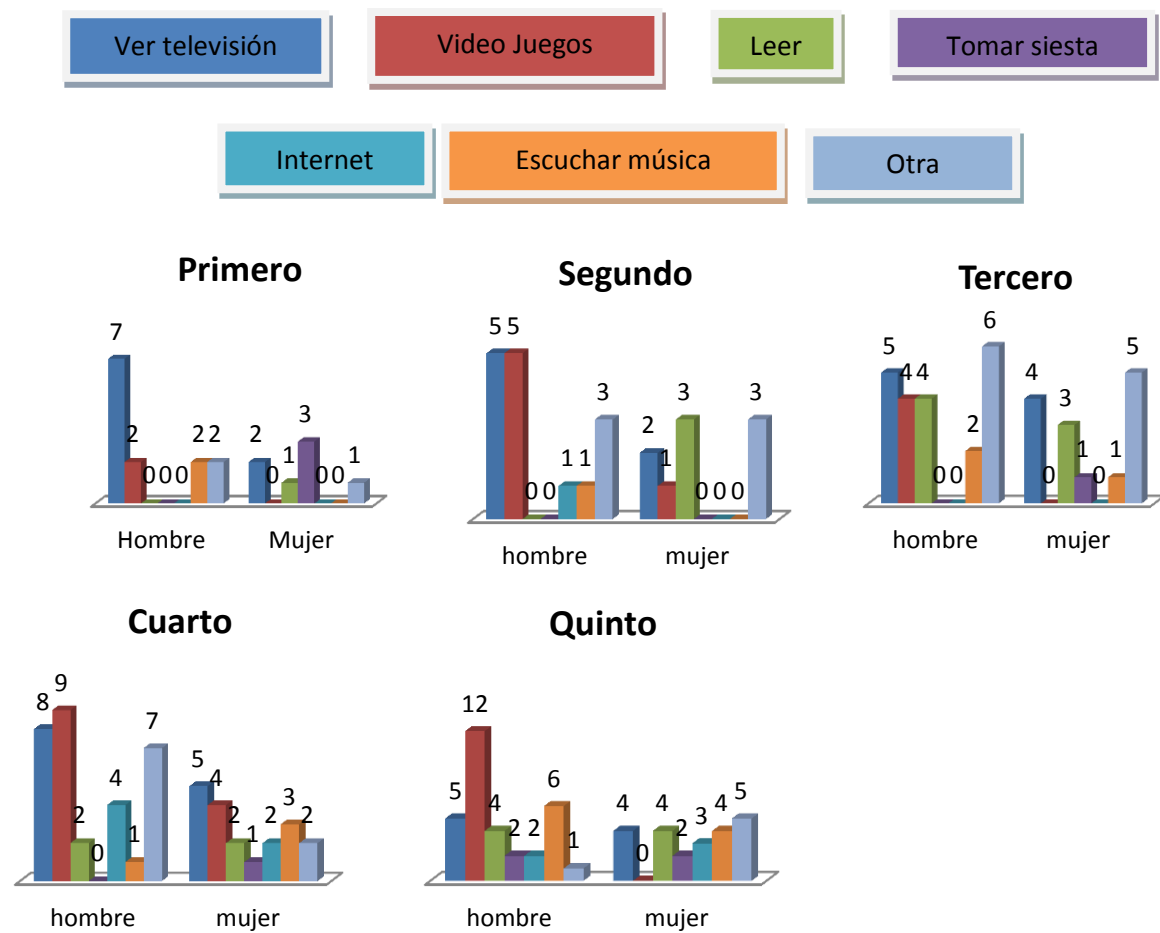 Ver televisión Video Juegos Leer Tomar siesta
Internet Escuchar música Otra
Primero
7 2 0 0 0 2 2 2 0 1 3 0 0 1
Hombre Mujer
Segundo
5 5 0 0 1 1 3 2 1 3 0 0 0 3
hombre mujer
Tercero
5 4 4 0 0 2 6 4 0 3 1 0 1 5
hombre mujer
Cuarto
8 9 2 0 4 1 7 5 4 2 1 2 3 2
hombre mujer
Quinto
5 12 4 2 2 6 1 4 0 4 2 3 4 5
hombre mujer